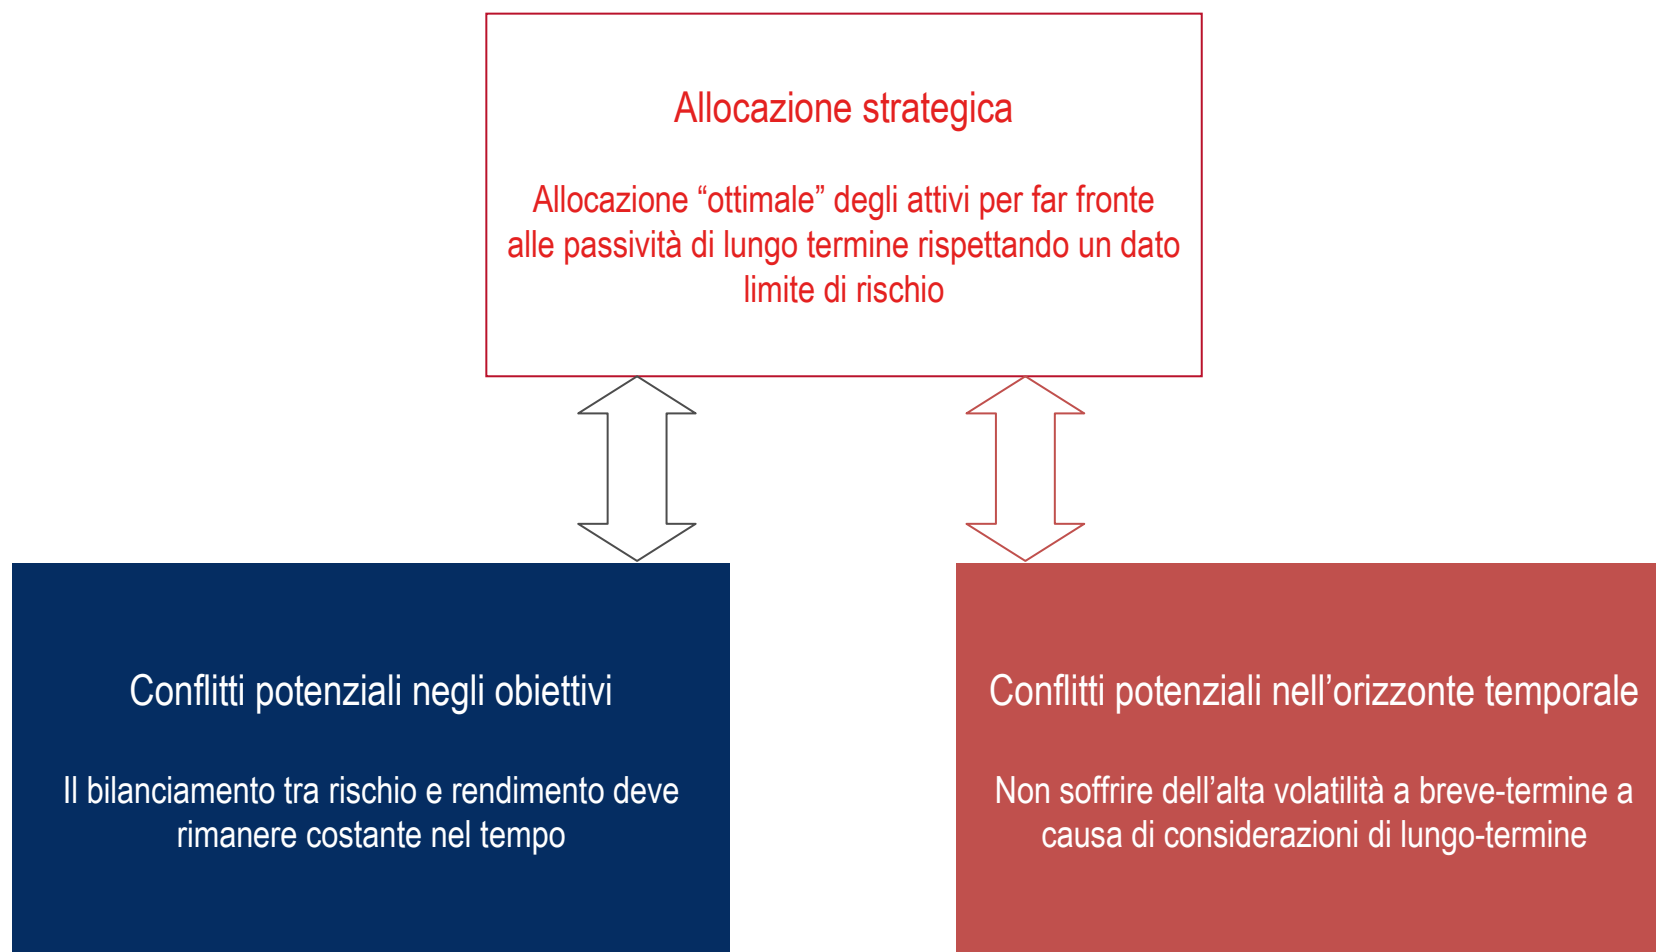 Allocazione strategica
Allocazione “ottimale” degli attivi per far fronte
alle passività di lungo termine rispettando un dato
limite di rischio
Conflitti potenziali negli obiettivi
Il bilanciamento tra rischio e rendimento deve
rimanere costante nel tempo
Conflitti potenziali nell’orizzonte temporale
Non soffrire dell’alta volatilità a breve-termine a
causa di considerazioni di lungo-termine